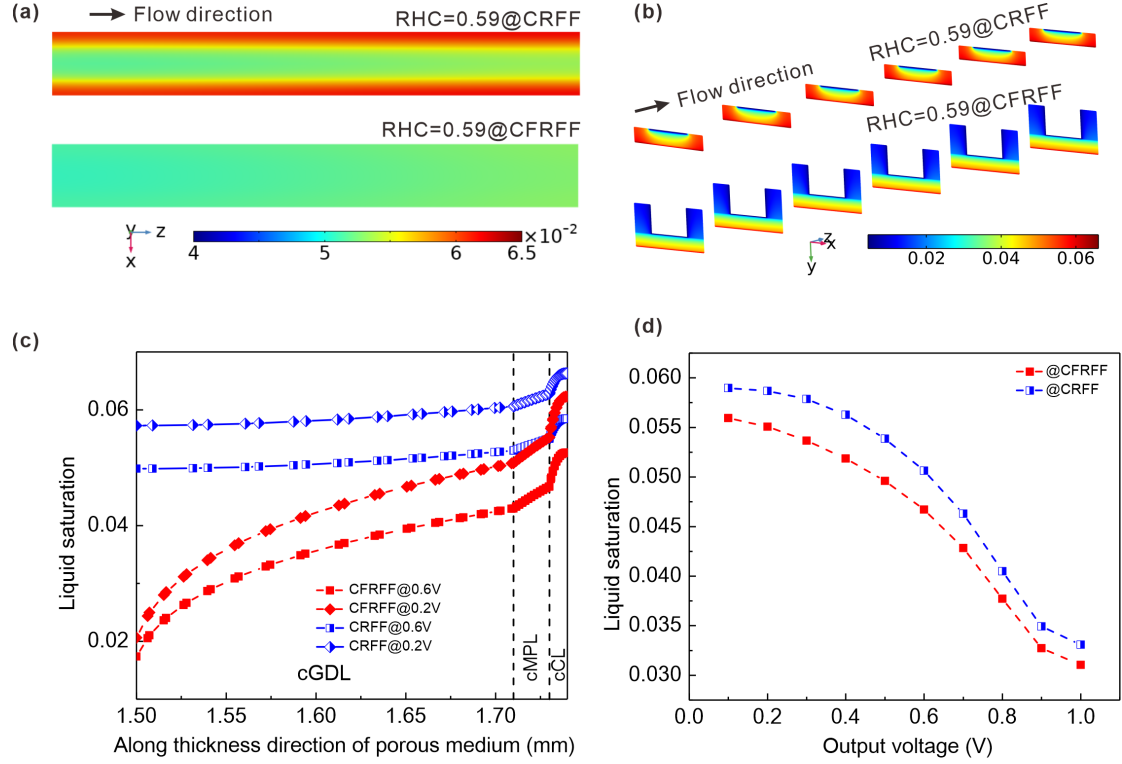 (a)
Flow direction
RHC=0.59@CRFF
RHC=0.59@CFRFF
y
z
x
4
5
6
6.5
×10⁻²
(b)
RHC=0.59@CRFF
Flow direction
RHC=0.59@CFRFF
z
x
y
0.02
0.04
0.06
(c)
Liquid saturation
0.06
0.04
0.02
CFRFF@0.6V
CFRFF@0.2V
CRFF@0.6V
CRFF@0.2V
cGDL
cMPL
cCL
1.50
1.55
1.60
1.65
1.70
Along thickness direction of porous medium (mm)
(d)
Liquid saturation
0.060
0.055
0.050
0.045
0.040
0.035
0.030
@CFRFF
@CRFF
0.0
0.2
0.4
0.6
0.8
1.0
Output voltage (V)